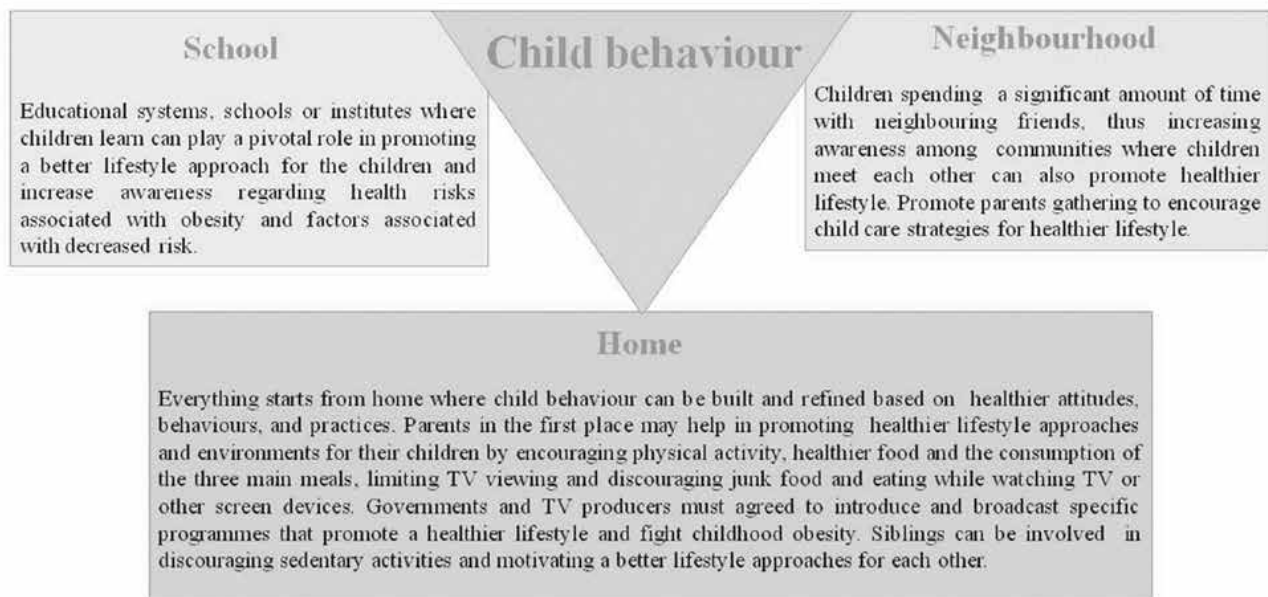 School
Educational systems, schools or institutes where
children learn can play a pivotal role in promoting
a better lifestyle approach for the children and
increase awareness regarding health risks
associated with obesity and factors associated
with decreased risk.
Child behaviour
Neighbourhood
Children spending a significant amount of time
with neighbouring friends, thus increasing
awareness among communities where children
meet each other can also promote healthier
lifestyle. Promote parents gathering to encourage
child care strategies for healthier lifestyle.
Home
Everything starts from home where child behaviour can be built and refined based on healthier attitudes,
behaviours, and practices. Parents in the first place may help in promoting healthier lifestyle approaches
and environments for their children by encouraging physical activity, healthier food and the consumption of
the three main meals, limiting TV viewing and discouraging junk food and eating while watching TV or
other screen devices. Governments and TV producers must agreed to introduce and broadcast specific
programmes that promote a healthier lifestyle and fight childhood obesity. Siblings can be involved in
discouraging sedentary activities and motivating a better lifestyle approaches for each other.